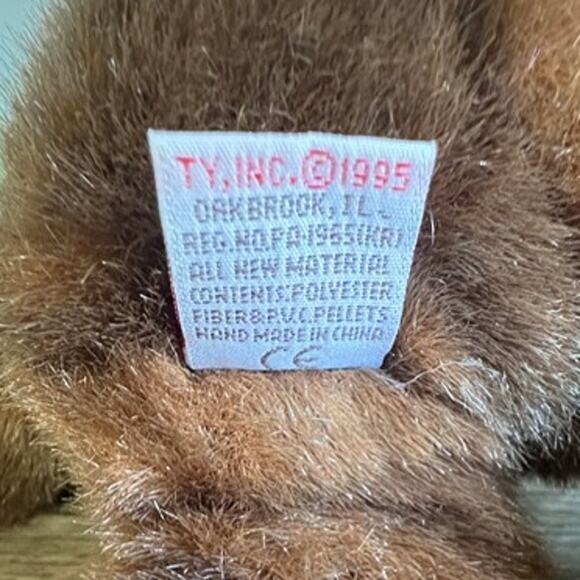 TY, INC. ©1995
OAKBROOK, IL.
REG. NO. PA-1965(KR)
ALL NEW MATERIAL
CONTENTS: POLYESTER
FIBER & P.V.C. PELLETS
HAND MADE IN CHINA
CE